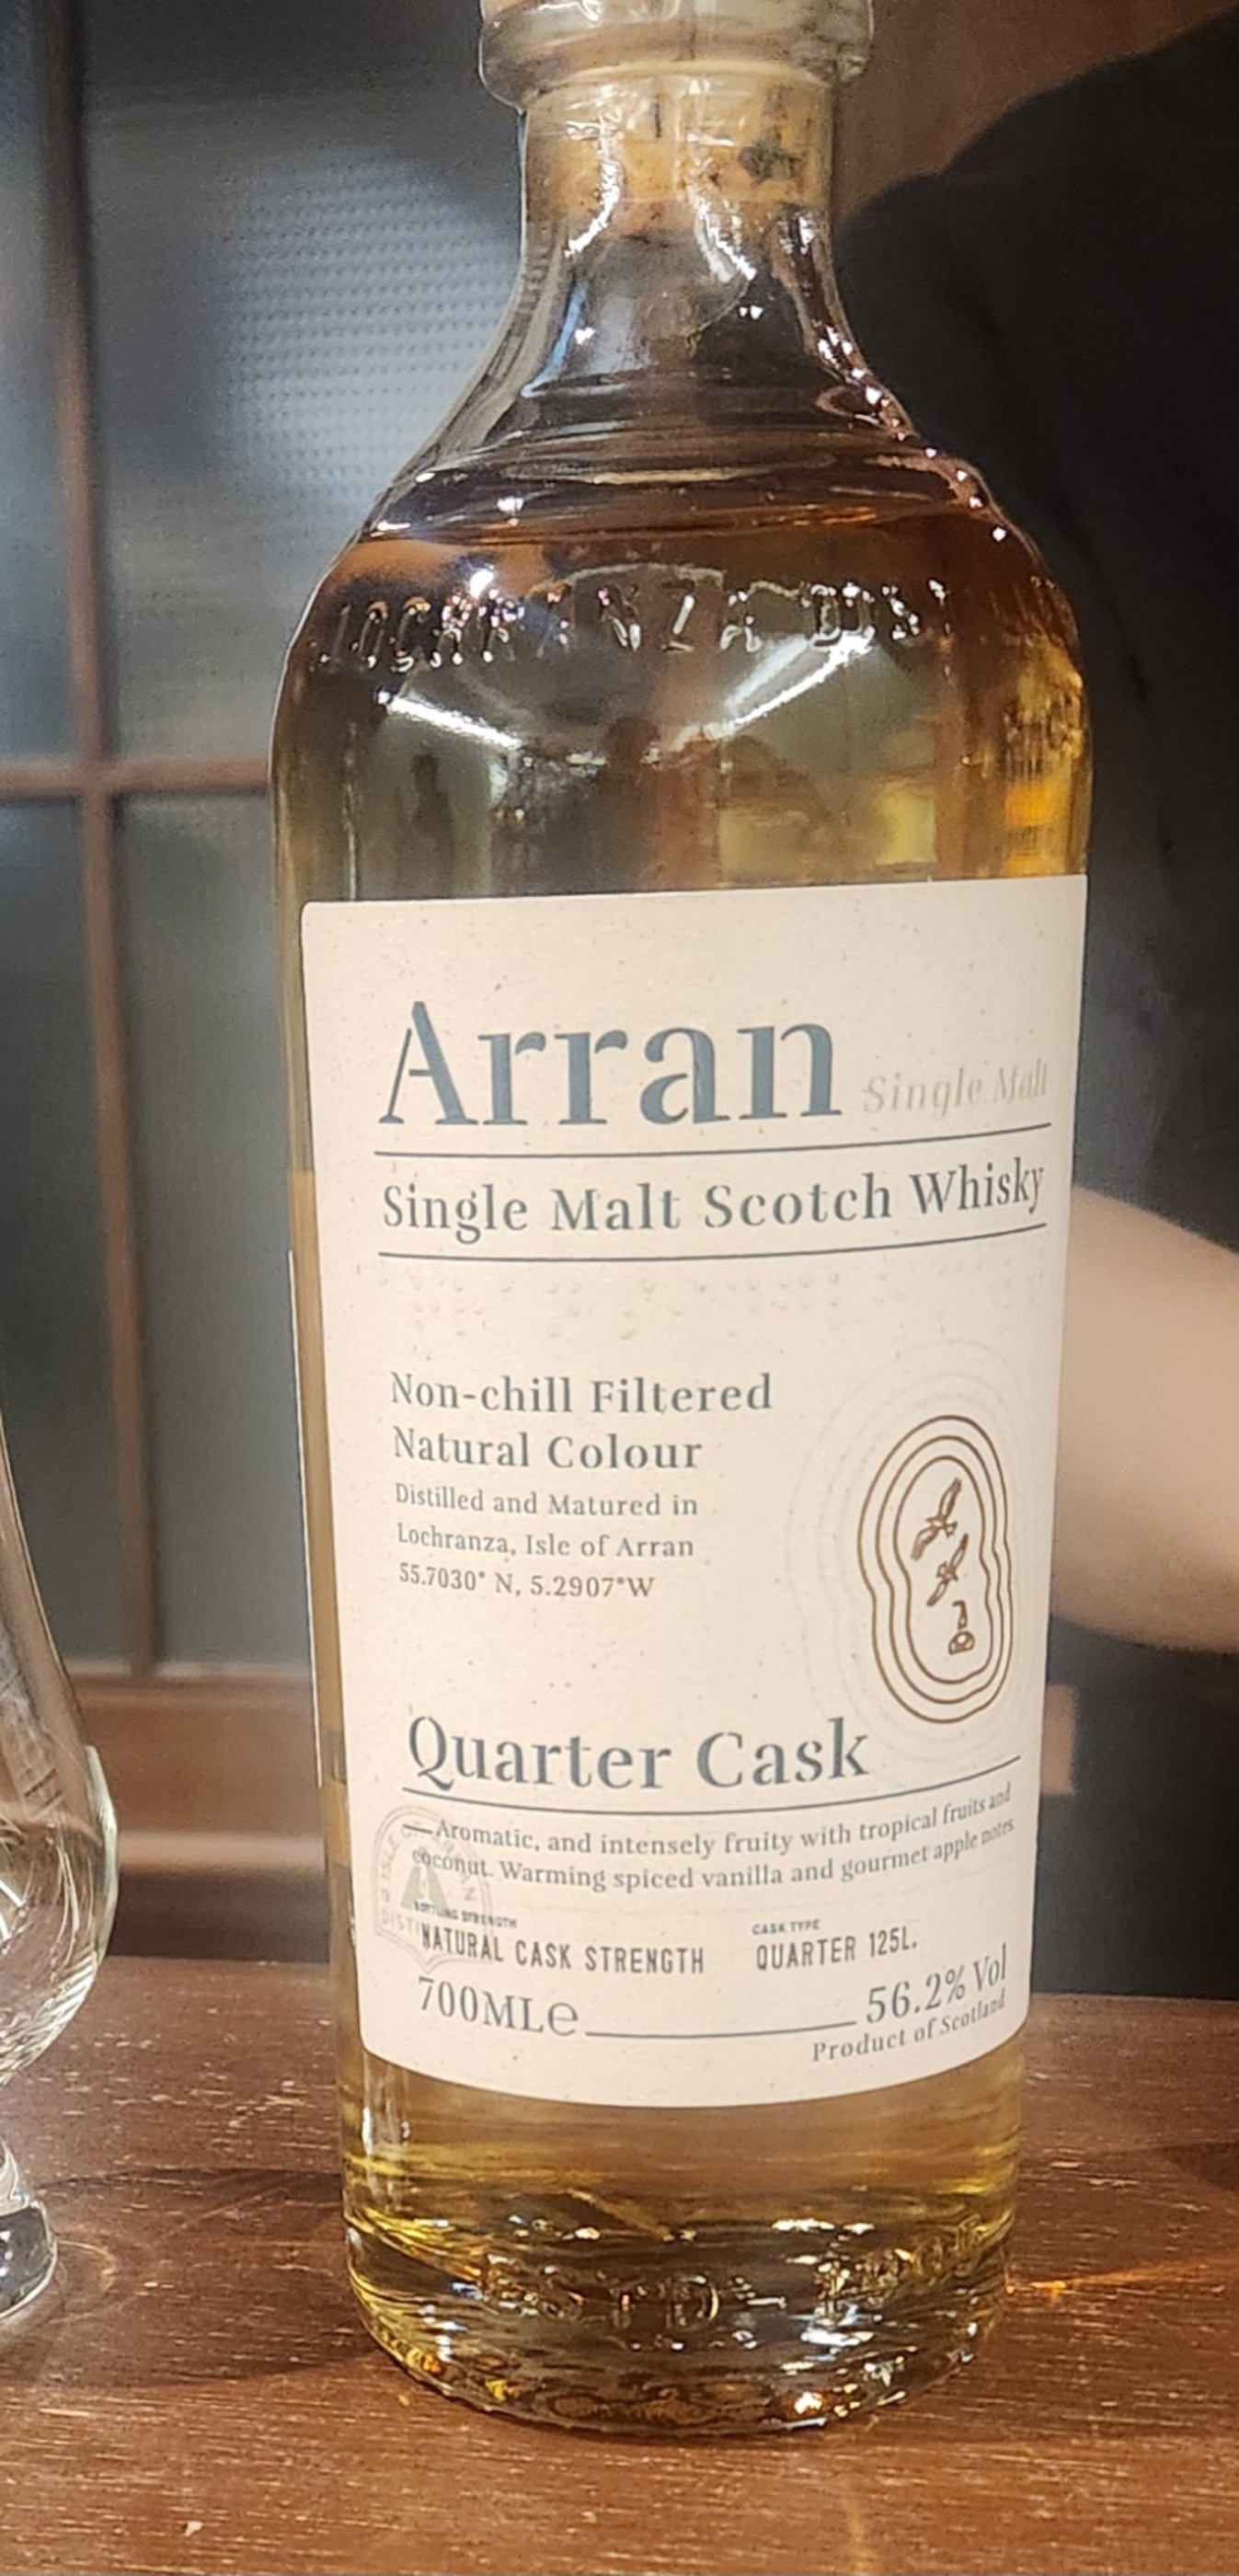 LOCHRANZA DIST
Arran Single Malt
Single Malt Scotch Whisky
Non-chill Filtered
Natural Colour
Distilled and Matured in
Lochranza, Isle of Arran
55.7030° N, 5.2907°W
Quarter Cask
—Aromatic, and intensely fruity with tropical fruits and
coconut. Warming spiced vanilla and gourmet apple notes.
BOTTLING STRENGTH
NATURAL CASK STRENGTH
CASK TYPE
QUARTER 125L.
700ML℮
56.2% Vol
Product of Scotland
ESTD